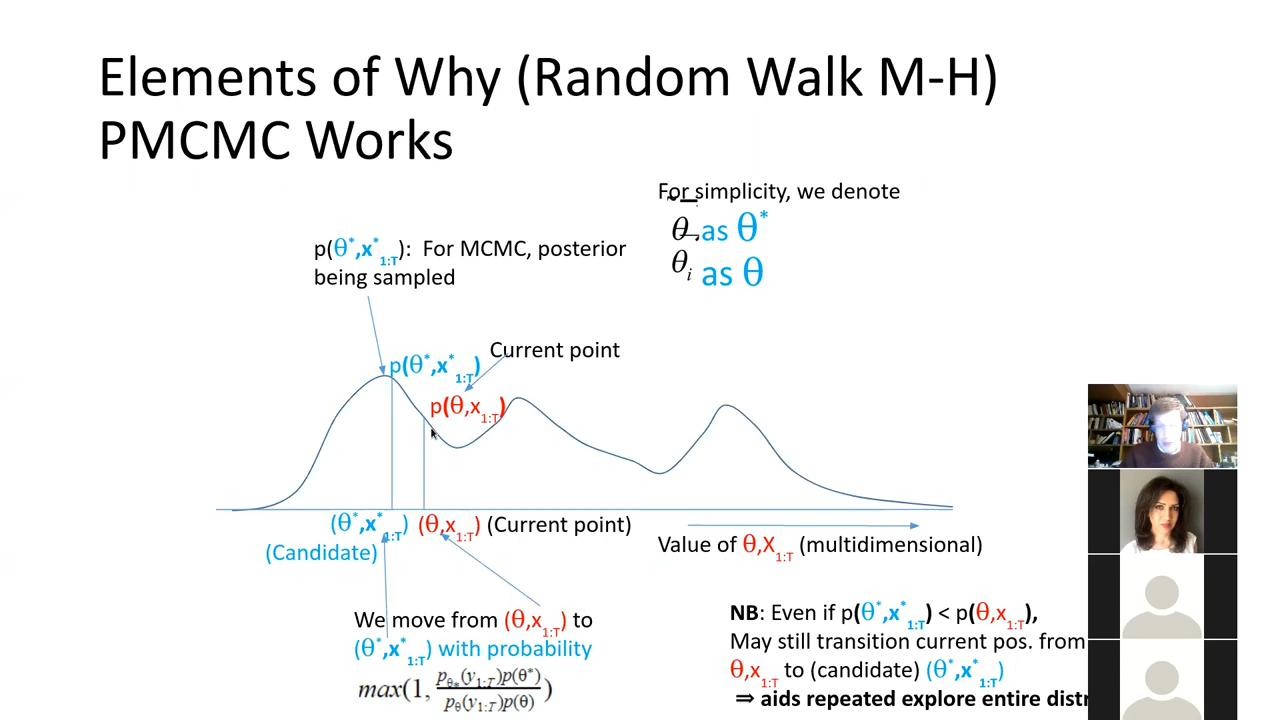 Elements of Why (Random Walk M-H)
PMCMC Works
For simplicity, we denote
θ as θ*
θi as θ
p(θ*,x*1:T): For MCMC, posterior
being sampled
Current point
p(θ*,x*1:T)
p(θ,x1:T)
(θ*,x*1:T) (θ,x1:T) (Current point)
(Candidate)
Value of θ,X1:T (multidimensional)
We move from (θ,x1:T) to
(θ*,x*1:T) with probability
max(1, pθ*(y1:T)p(θ*) / pθ(y1:T)p(θ))
NB: Even if p(θ*,x*1:T) < p(θ,x1:T),
May still transition current pos. from
θ,x1:T to (candidate) (θ*,x*1:T)
⇒ aids repeated explore entire distr